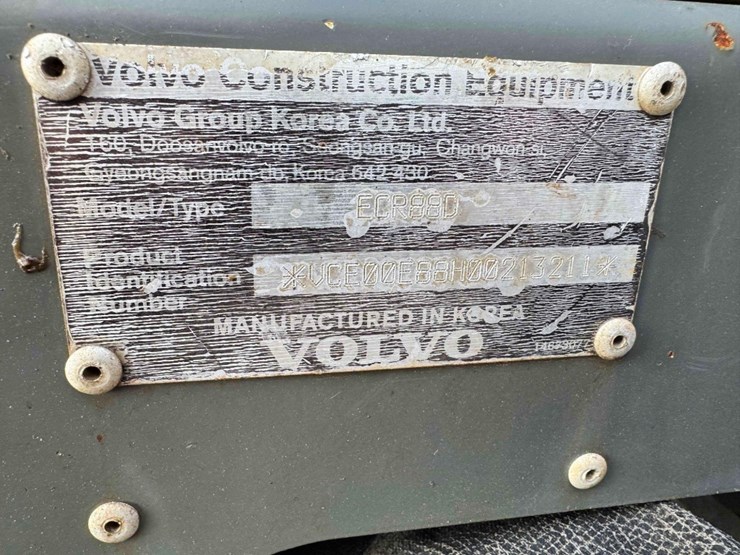 Volvo Construction Equipment
Volvo Group Korea Co. Ltd.
160, Doosanvolvo-ro, Seongsan-gu, Changwon-si,
Gyeongsangnam-do, Korea 642-430
Model/Type ECR88D
Product
Identification *VCE00E88H00213211*
Number
MANUFACTURED IN KOREA
VOLVO